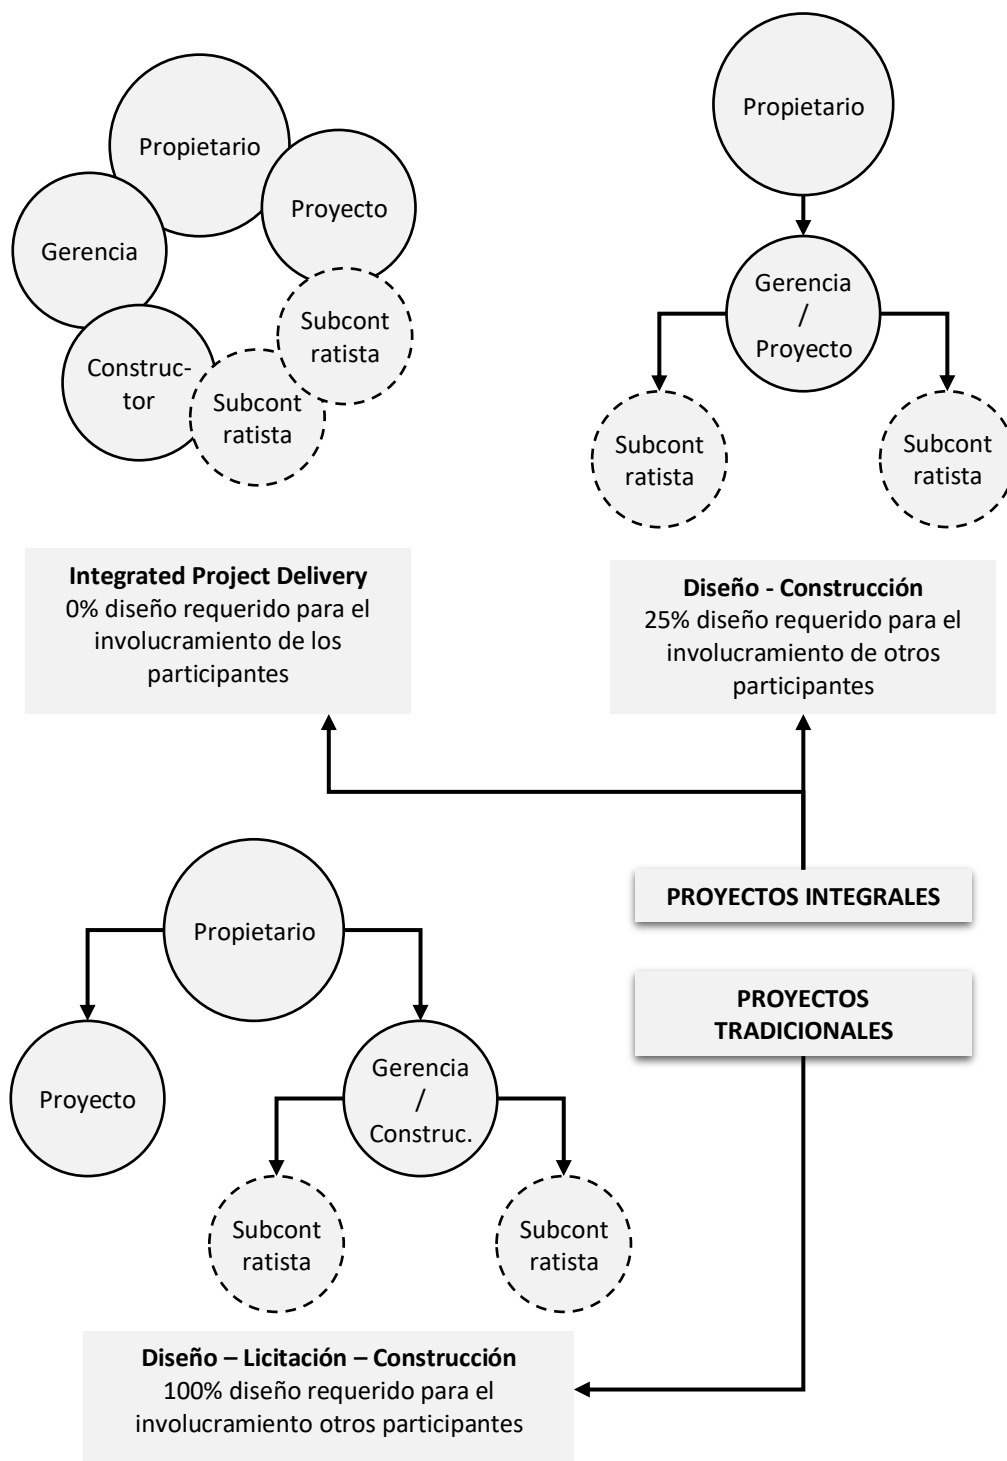 Propietario
Proyecto
Gerencia
Subcont
ratista
Construc-
tor
Subcont
ratista
Integrated Project Delivery
0% diseño requerido para el
involucramiento de los
participantes
Propietario
Gerencia
/
Proyecto
Subcont
ratista
Subcont
ratista
Diseño - Construcción
25% diseño requerido para el
involucramiento de otros
participantes
PROYECTOS INTEGRALES
PROYECTOS
TRADICIONALES
Propietario
Proyecto
Gerencia
/
Construc.
Subcont
ratista
Subcont
ratista
Diseño – Licitación – Construcción
100% diseño requerido para el
involucramiento otros participantes